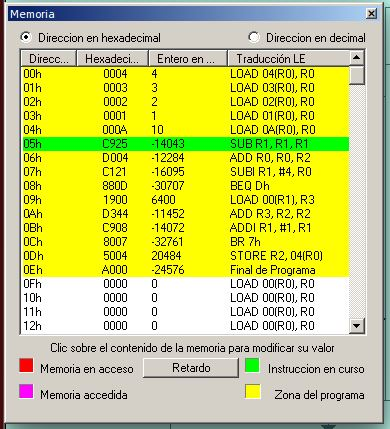 Memoria
Direccion en hexadecimal Direccion en decimal
Direcc... Hexadeci... Entero en ... Traducción LE
00h 0004 4 LOAD 04(R0), R0
01h 0003 3 LOAD 03(R0), R0
02h 0002 2 LOAD 02(R0), R0
03h 0001 1 LOAD 01(R0), R0
04h 000A 10 LOAD 0A(R0), R0
05h C925 -14043 SUB R1, R1, R1
06h D004 -12284 ADD R0, R0, R2
07h C121 -16095 SUBI R1, #4, R0
08h 880D -30707 BEQ Dh
09h 1900 6400 LOAD 00(R1), R3
0Ah D344 -11452 ADD R3, R2, R2
0Bh C908 -14072 ADDI R1, #1, R1
0Ch 8007 -32761 BR 7h
0Dh 5004 20484 STORE R2, 04(R0)
0Eh A000 -24576 Final de Programa
0Fh 0000 0 LOAD 00(R0), R0
10h 0000 0 LOAD 00(R0), R0
11h 0000 0 LOAD 00(R0), R0
12h 0000 0 LOAD 00(R0), R0
Clic sobre el contenido de la memoria para modificar su valor
Memoria en acceso Retardo Instruccion en curso
Memoria accedida Zona del programa